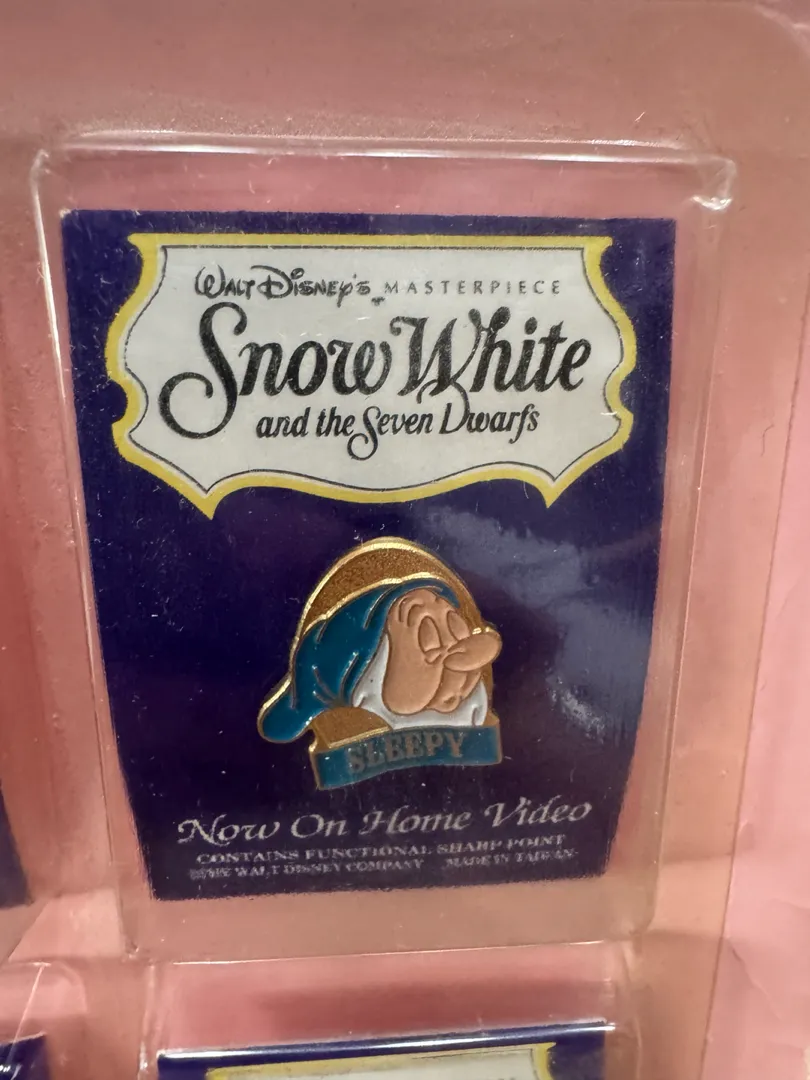 WALT DISNEY'S MASTERPIECE
Snow White
and the Seven Dwarfs
SLEEPY
Now On Home Video
CONTAINS FUNCTIONAL SHARP POINT
WALT DISNEY COMPANY MADE IN TAIWAN